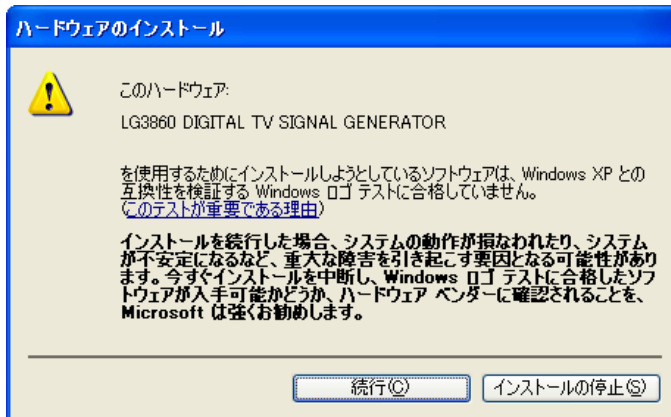 ハードウェアのインストール
このハードウェア:
LG3860 DIGITAL TV SIGNAL GENERATOR
を使用するためにインストールしようとしているソフトウェアは、Windows XP との
互換性を検証する Windows ロゴ テストに合格していません。
(このテストが重要である理由)
インストールを続行した場合、システムの動作が損なわれたり、システム
が不安定になるなど、重大な障害を引き起こす要因となる可能性があり
ます。今すぐインストールを中断し、Windows ロゴ テストに合格したソフ
トウェアが入手可能かどうか、ハードウェア ベンダーに確認されることを、
Microsoft は強くお勧めします。
続行(C)
インストールの停止(S)